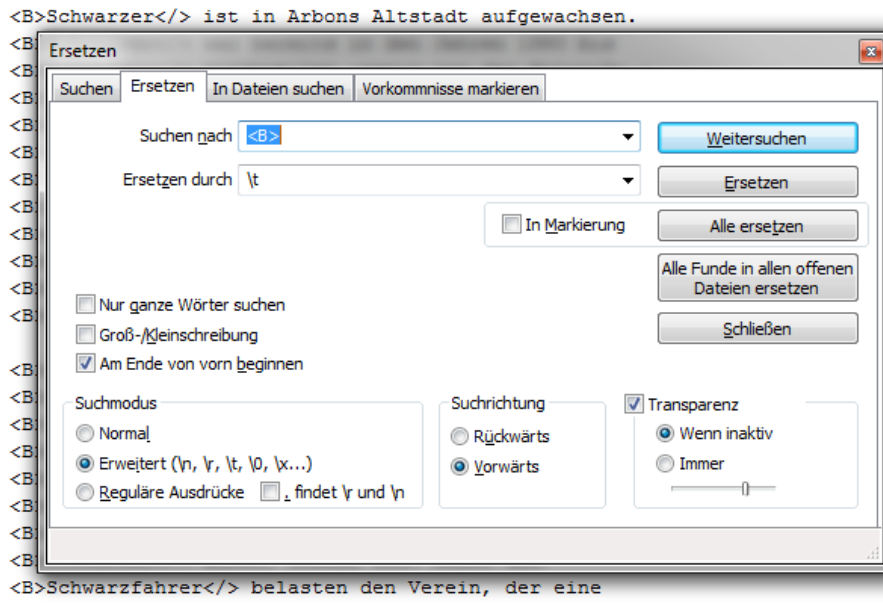 <B>Schwarzer</> ist in Arbons Altstadt aufgewachsen.
<B
Ersetzen
<B
Suchen Ersetzen In Dateien suchen Vorkommnisse markieren
<B
<B
Suchen nach <B> Weitersuchen
<B
<B
Ersetzen durch \t Ersetzen
<B
In Markierung Alle ersetzen
<B
<B
Alle Funde in allen offenen
Dateien ersetzen
<B
Nur ganze Wörter suchen
<B
Groß-/Kleinschreibung Schließen
Am Ende von vorn beginnen
<B
<B
Suchmodus Suchrichtung Transparenz
<B
Normal Rückwärts Wenn inaktiv
<B
Erweitert (\n, \r, \t, \0, \x...) Vorwärts Immer
<B
Reguläre Ausdrücke . findet \r und \n
<B
<B
<B
<B>Schwarzfahrer</> belasten den Verein, der eine